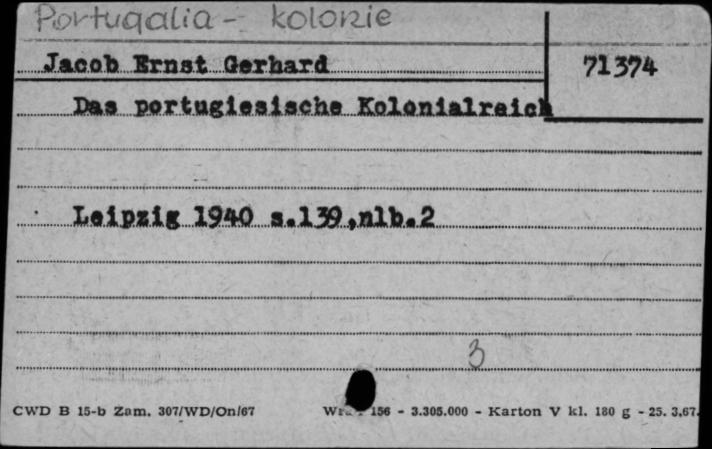 Portugalia - kolonie
Jacob Ernst Gerhard
71374
Das portugiesische Kolonialreich
Leipzig 1940 s.139,nlb.2
3
CWD B 15-b Zam. 307/WD/On/67
156 - 3.305.000 - Karton V kl. 180 g - 25. 3.67.